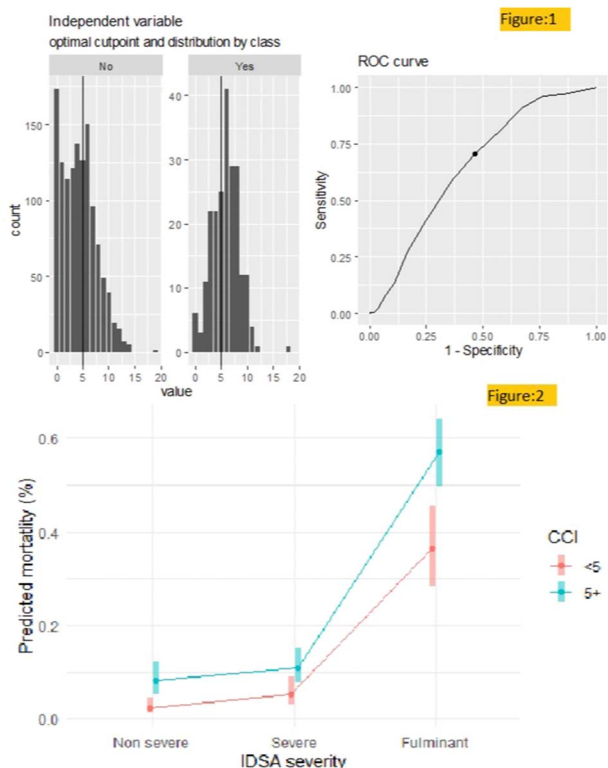 Figure:1
Independent variable
optimal cutpoint and distribution by class
No
Yes
count
150
100
50
0
40
30
20
10
0
0 5 10 15 20
0 5 10 15 20
value
ROC curve
Sensitivity
1.00
0.75
0.50
0.25
0.00
0.00 0.25 0.50 0.75 1.00
1 - Specificity
Figure:2
Predicted mortatlity (%)
0.6
0.4
0.2
0.0
Non severe Severe Fulminant
IDSA severity
CCI
<5
5+